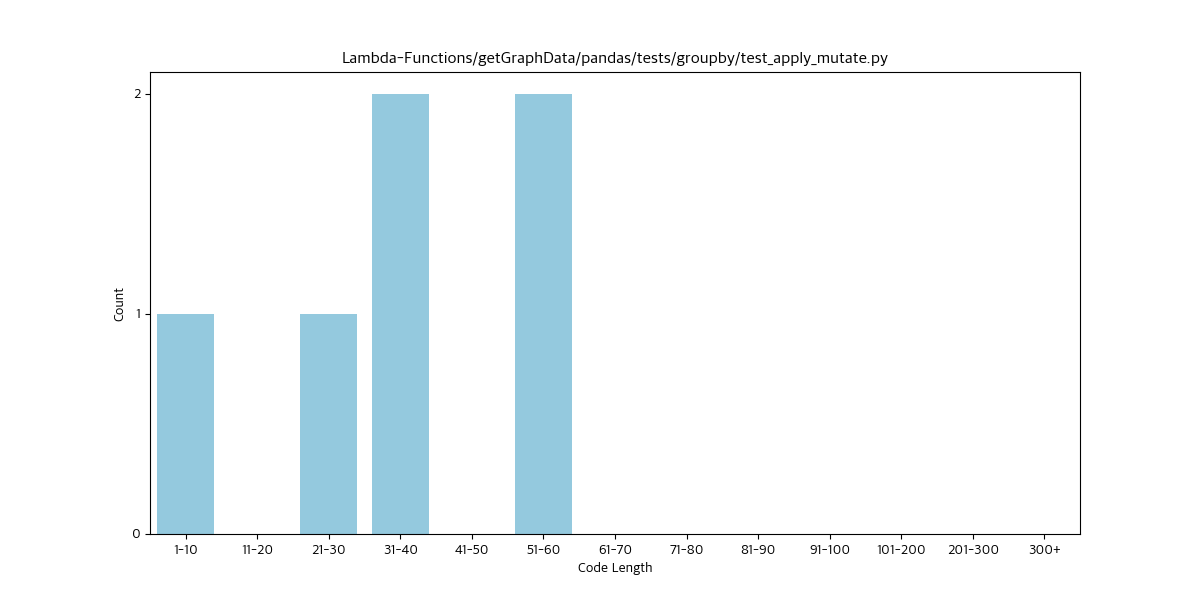 Lambda-Functions/getGraphData/pandas/tests/groupby/test_apply_mutate.py
2
1
0
Count
1-10 11-20 21-30 31-40 41-50 51-60 61-70 71-80 81-90 91-100 101-200 201-300 300+
Code Length